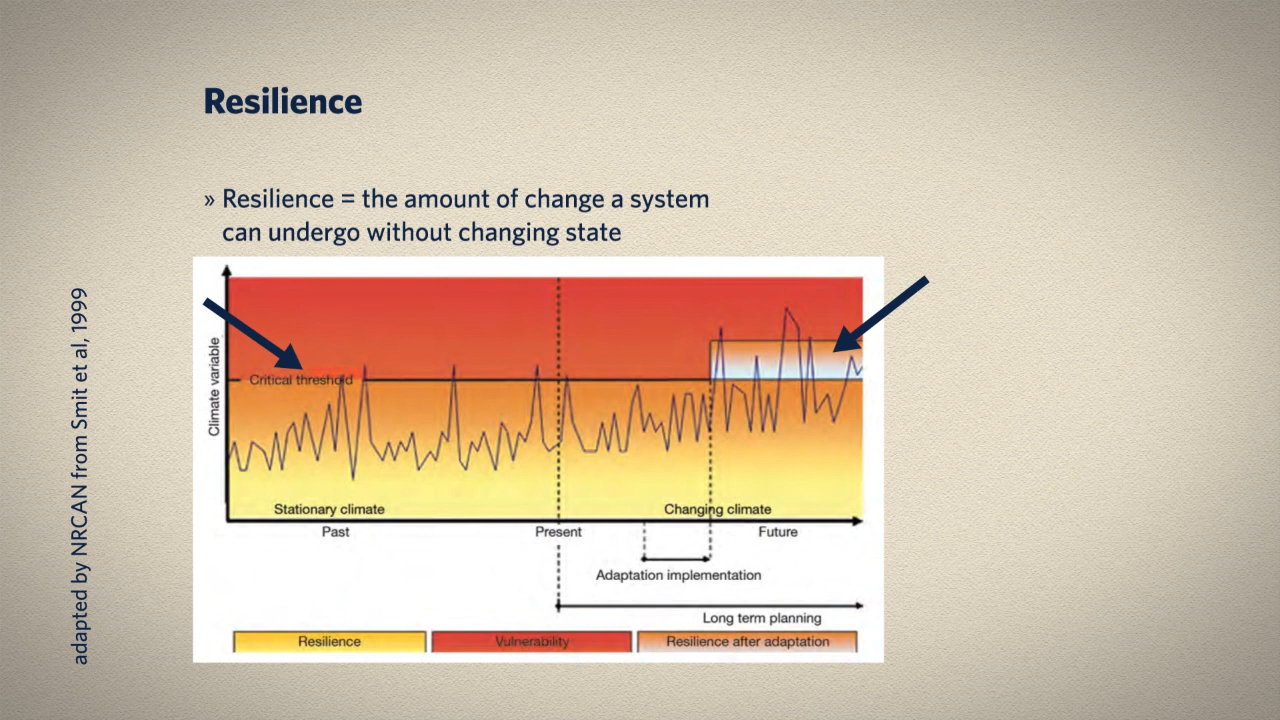 Resilience
» Resilience = the amount of change a system
can undergo without changing state
adapted by NRCAN from Smit et al, 1999
Climate variable
Critical threshold
Stationary climate
Changing climate
Past
Present
Future
Adaptation implementation
Long term planning
Resilience
Vulnerability
Resilience after adaptation